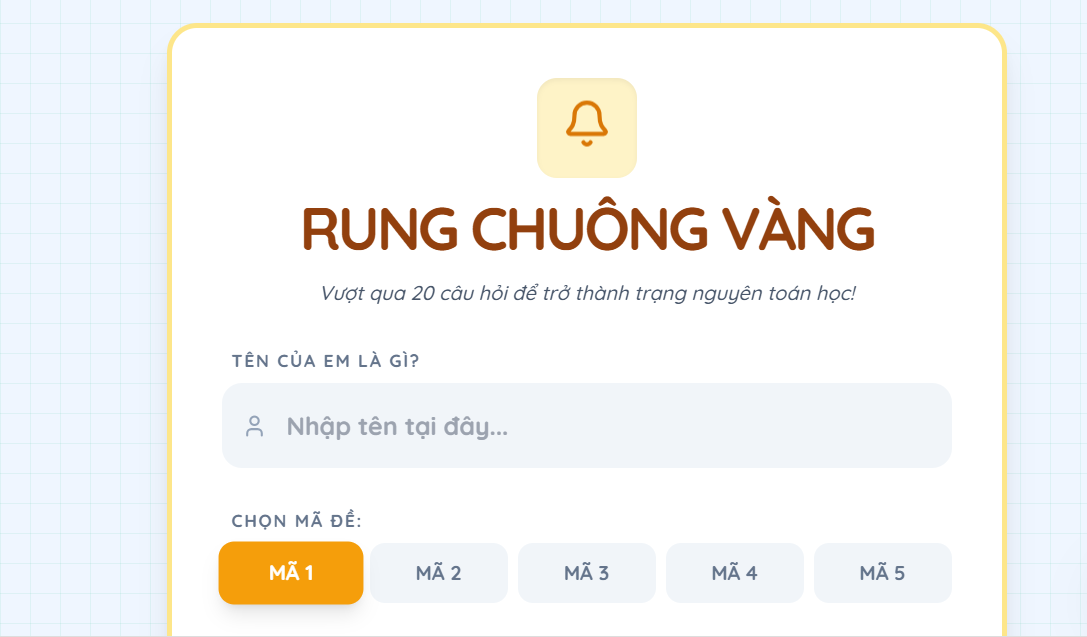 RUNG CHUÔNG VÀNG
Vượt qua 20 câu hỏi để trở thành trạng nguyên toán học!
TÊN CỦA EM LÀ GÌ?
Nhập tên tại đây...
CHỌN MÃ ĐỀ:
MÃ 1
MÃ 2
MÃ 3
MÃ 4
MÃ 5